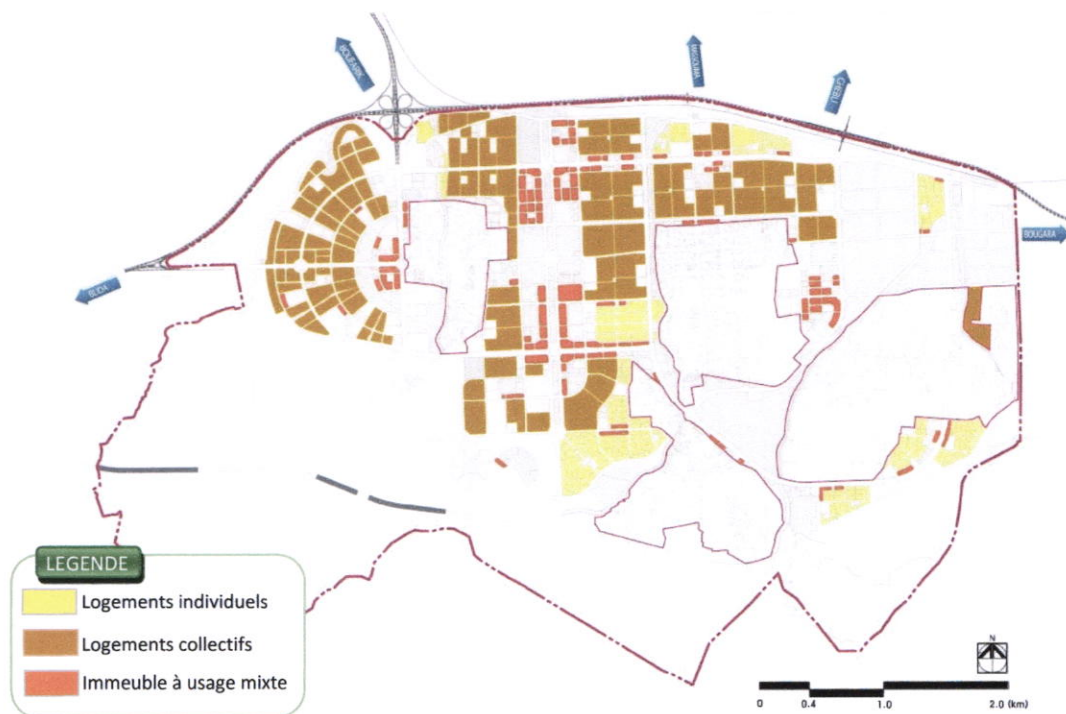 BOUFARIK
MASSOUMA
CHEBLI
BOUGARA
BLIDA
LEGENDE
Logements individuels
Logements collectifs
Immeuble à usage mixte
N
0 0.4 1.0 2.0 (km)